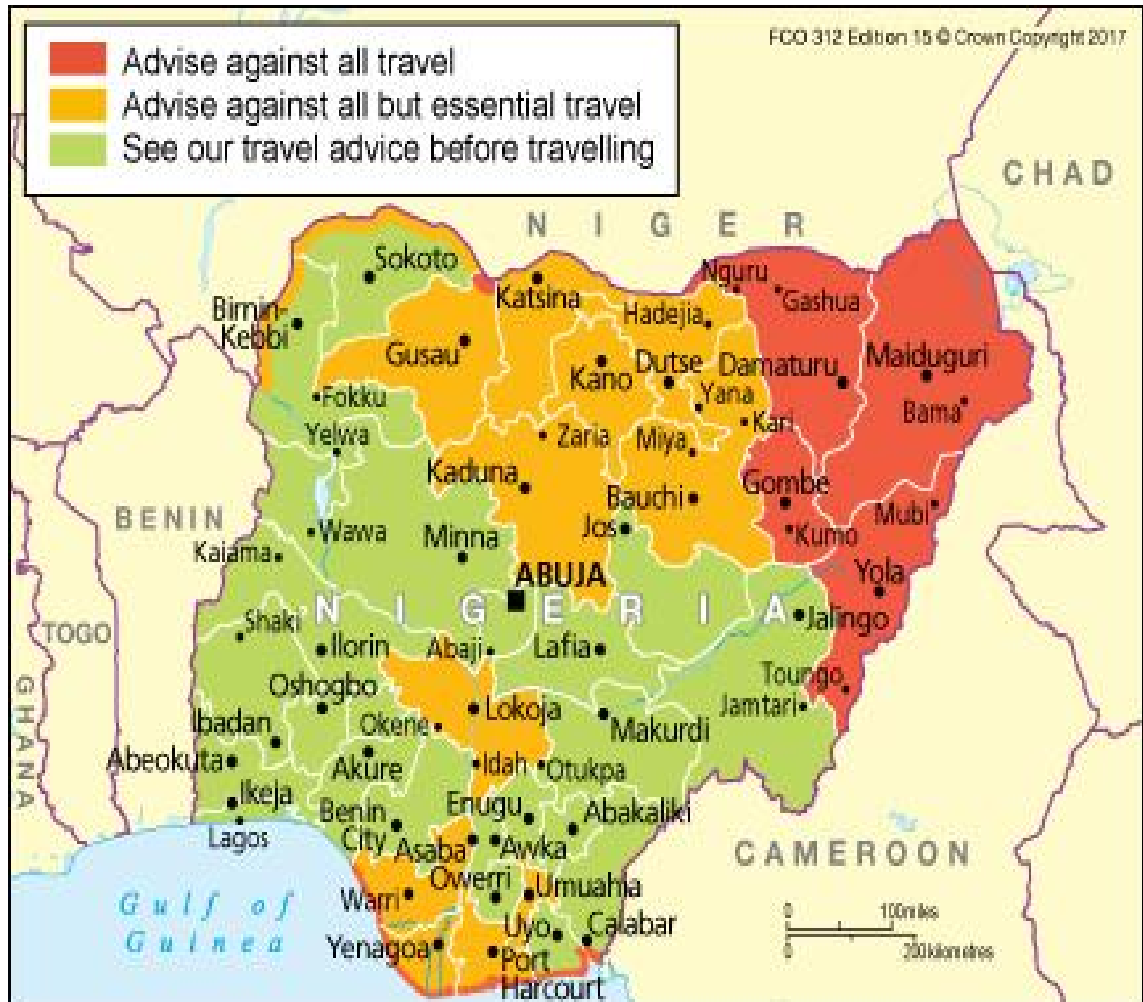 FCO 312 Edition 15 © Crown Copyright 2017
Advise against all travel
Advise against all but essential travel
See our travel advice before travelling
CHAD
NIGER
Sokoto
Katsina
Nguru
Gashua
Birnin-
Kebbi
Hadejia
Gusau
Kano
Dutse
Damaturu
Maiduguri
Fokku
Yana
Bama
Yelwa
Zaria
Miya
Kari
Kaduna
Bauchi
Gombe
Mubi
BENIN
Wawa
Minna
Jos
Kumo
Kaiama
ABUJA
Yola
NIGERIA
Jalingo
TOGO
Shaki
Ilorin
Abaji
Lafia
GHANA
Oshogbo
Toungo
Jamtari
Ibadan
Okene
Lokoja
Makurdi
Abeokuta
Akure
Idah
Otukpa
Ikeja
Benin
City
Enugu
Abakaliki
Lagos
Asaba
Awka
CAMEROON
Owerri
Umuahia
Warri
Gulf of
Guinea
Uyo
Calabar
0 100miles
0 200kilometres
Yenagoa
Port
Harcourt